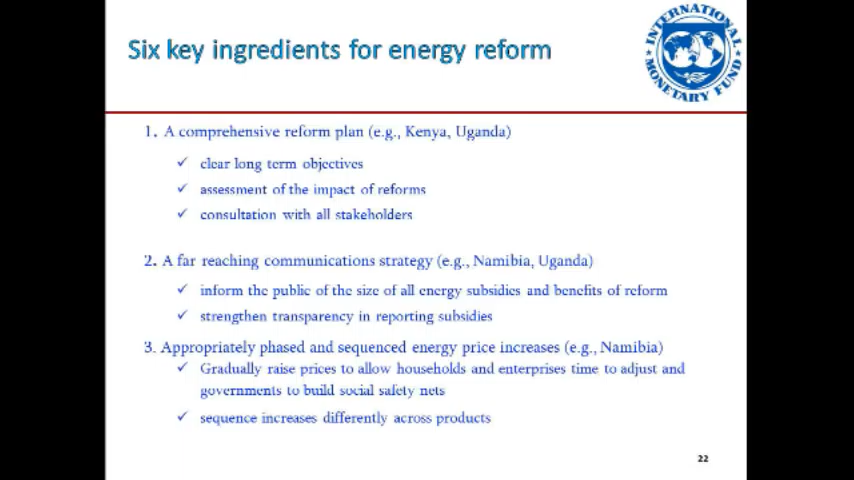 Six key ingredients for energy reform
INTERNATIONAL
MONETARY FUND
1. A comprehensive reform plan (e.g., Kenya, Uganda)
✓ clear long term objectives
✓ assessment of the impact of reforms
✓ consultation with all stakeholders
2. A far reaching communications strategy (e.g., Namibia, Uganda)
✓ inform the public of the size of all energy subsidies and benefits of reform
✓ strengthen transparency in reporting subsidies
3. Appropriately phased and sequenced energy price increases (e.g., Namibia)
✓ Gradually raise prices to allow households and enterprises time to adjust and
governments to build social safety nets
✓ sequence increases differently across products
22